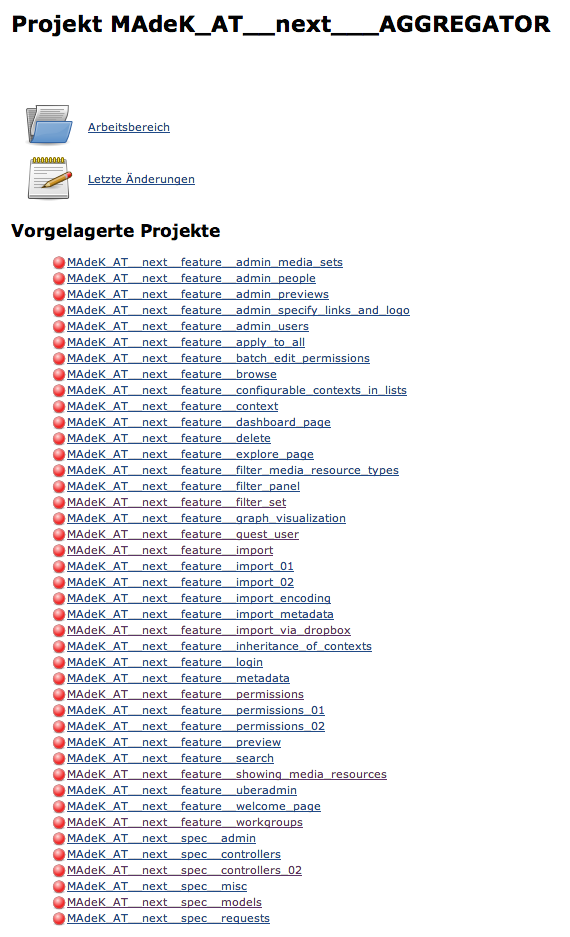 Projekt MAdeK_AT__next___AGGREGATOR
Arbeitsbereich
Letzte Änderungen
Vorgelagerte Projekte
MAdeK_AT__next__feature__admin_media_sets
MAdeK_AT__next__feature__admin_people
MAdeK_AT__next__feature__admin_previews
MAdeK_AT__next__feature__admin_specify_links_and_logo
MAdeK_AT__next__feature__admin_users
MAdeK_AT__next__feature__apply_to_all
MAdeK_AT__next__feature__batch_edit_permissions
MAdeK_AT__next__feature__browse
MAdeK_AT__next__feature__configurable_contexts_in_lists
MAdeK_AT__next__feature__context
MAdeK_AT__next__feature__dashboard_page
MAdeK_AT__next__feature__delete
MAdeK_AT__next__feature__explore_page
MAdeK_AT__next__feature__filter_media_resource_types
MAdeK_AT__next__feature__filter_panel
MAdeK_AT__next__feature__filter_set
MAdeK_AT__next__feature__graph_visualization
MAdeK_AT__next__feature__guest_user
MAdeK_AT__next__feature__import
MAdeK_AT__next__feature__import_01
MAdeK_AT__next__feature__import_02
MAdeK_AT__next__feature__import_encoding
MAdeK_AT__next__feature__import_metadata
MAdeK_AT__next__feature__import_via_dropbox
MAdeK_AT__next__feature__inheritance_of_contexts
MAdeK_AT__next__feature__login
MAdeK_AT__next__feature__metadata
MAdeK_AT__next__feature__permissions
MAdeK_AT__next__feature__permissions_01
MAdeK_AT__next__feature__permissions_02
MAdeK_AT__next__feature__preview
MAdeK_AT__next__feature__search
MAdeK_AT__next__feature__showing_media_resources
MAdeK_AT__next__feature__uberadmin
MAdeK_AT__next__feature__welcome_page
MAdeK_AT__next__feature__workgroups
MAdeK_AT__next__spec__admin
MAdeK_AT__next__spec__controllers
MAdeK_AT__next__spec__controllers_02
MAdeK_AT__next__spec__misc
MAdeK_AT__next__spec__models
MAdeK_AT__next__spec__requests